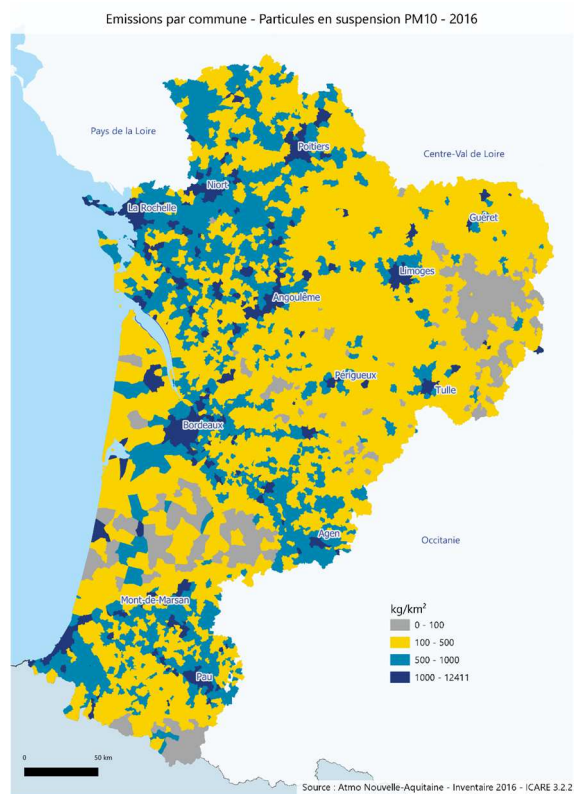 Emissions par commune - Particules en suspension PM10 - 2016
Pays de la Loire
Poitiers
Centre-Val de Loire
Niort
La Rochelle
Guéret
Limoges
Angoulême
Périgueux
Tulle
Bordeaux
Agen
Occitanie
Mont-de-Marsan
Pau
kg/km²
0 - 100
100 - 500
500 - 1000
1000 - 12411
0 50 km
Source : Atmo Nouvelle-Aquitaine - Inventaire 2016 - ICARE 3.2.2